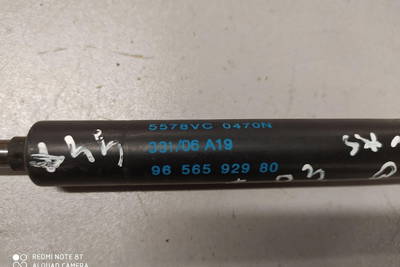 5578VC 0470N
331/06 A19
96 565 929 80
REDMI NOTE 8T
AI QUAD CAMERA